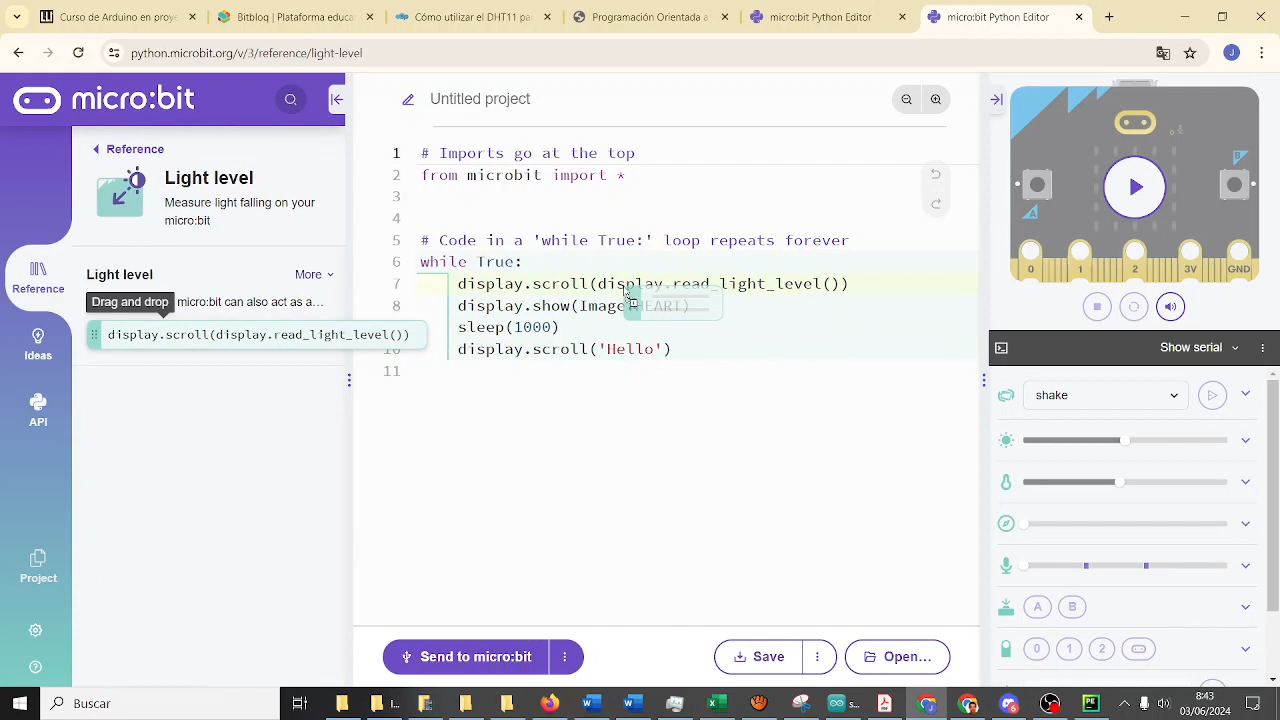 Curso de Arduino en proye
Bitbloq | Plataforma educa
Cómo utilizar el DHT11 pa
Programación Orientada a
micro:bit Python Editor
micro:bit Python Editor
python.microbit.org/v/3/reference/light-level
J
micro:bit
Reference
Light level
Measure light falling on your
micro:bit
Light level
More
Drag and drop
micro:bit can also act as a…
display.scroll(display.read_light_level())
Reference
Ideas
API
Project
Untitled project
1 # Imports go at the top
2 from microbit import *
3
4
5 # Code in a 'while True:' loop repeats forever
6 while True:
7 display.scroll(display.read_light_level())
8 display.show(Image.HEART)
sleep(1000)
10 display.scroll('Hello')
11
Send to micro:bit
Save
Open...
A
B
0 1 2 3V GND
Show serial
shake
A B
0 1 2
Buscar
0:43
03/06/2024